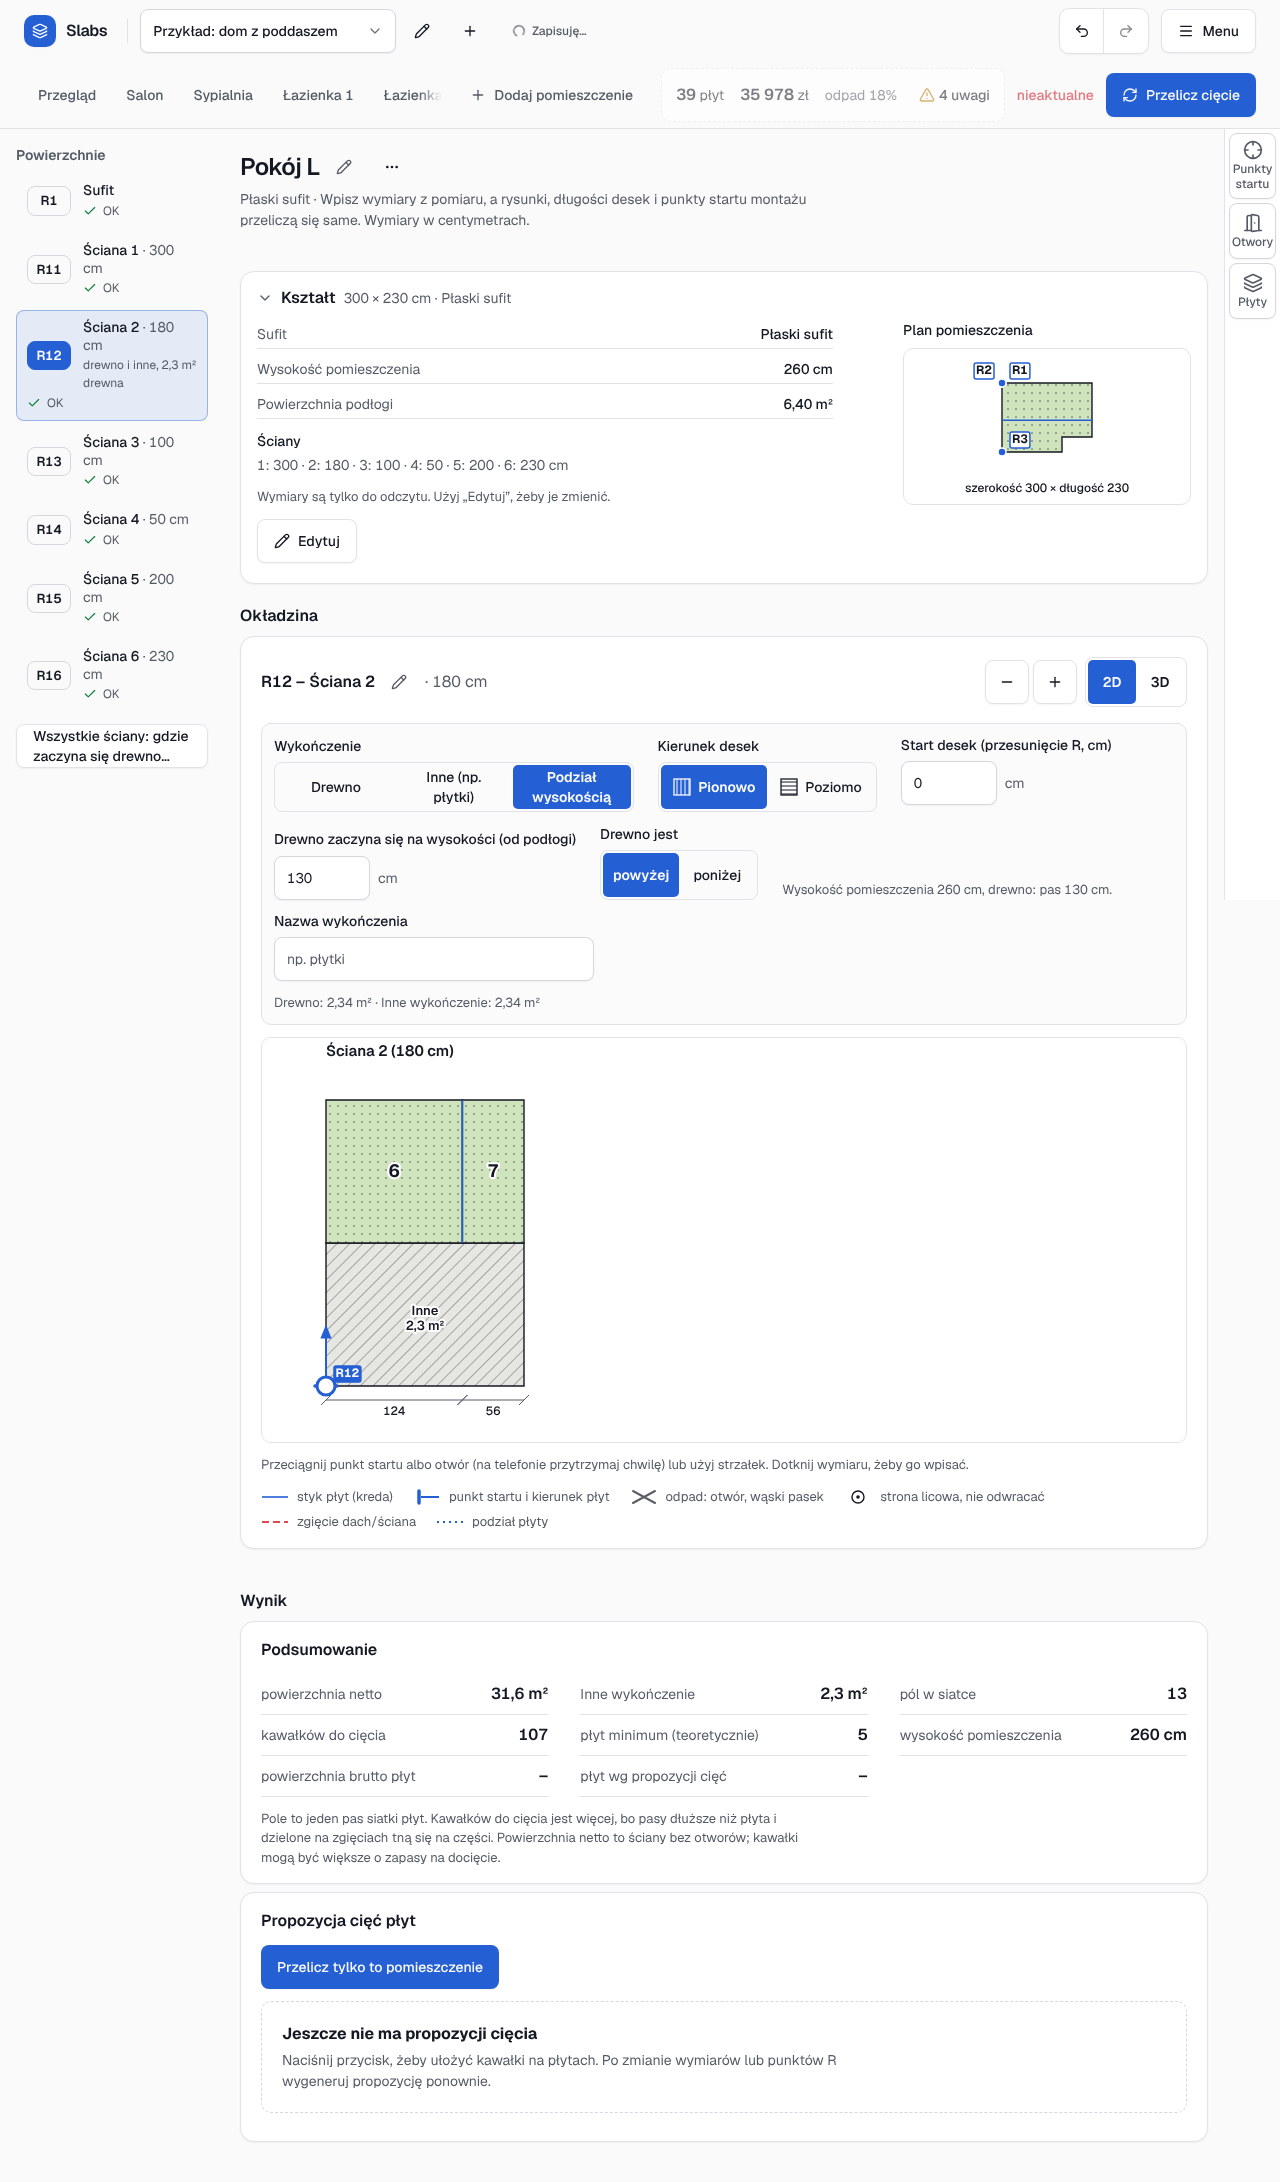 Slabs
Przykład: dom z poddaszem
Zapisuję...
Menu
Przegląd
Salon
Sypialnia
Łazienka 1
Łazienka
Dodaj pomieszczenie
39 płyt 35 978 zł odpad 18%
4 uwagi
nieaktualne
Przelicz cięcie
Powierzchnie
R1
Sufit
OK
R11
Ściana 1 · 300
cm
OK
R12
Ściana 2 · 180
cm
drewno i inne, 2,3 m²
drewna
OK
R13
Ściana 3 · 100
cm
OK
R14
Ściana 4 · 50 cm
OK
R15
Ściana 5 · 200
cm
OK
R16
Ściana 6 · 230
cm
OK
Wszystkie ściany: gdzie
zaczyna się drewno...
Punkty
startu
Otwory
Płyty
Pokój L
Płaski sufit · Wpisz wymiary z pomiaru, a rysunki, długości desek i punkty startu montażu
przeliczą się same. Wymiary w centymetrach.
Kształt 300 × 230 cm · Płaski sufit
Sufit Płaski sufit
Wysokość pomieszczenia 260 cm
Powierzchnia podłogi 6,40 m²
Ściany
1: 300 · 2: 180 · 3: 100 · 4: 50 · 5: 200 · 6: 230 cm
Wymiary są tylko do odczytu. Użyj „Edytuj”, żeby je zmienić.
Edytuj
Plan pomieszczenia
R2
R1
R3
szerokość 300 × długość 230
Okładzina
R12 – Ściana 2 · 180 cm
2D
3D
Wykończenie
Drewno
Inne (np.
płytki)
Podział
wysokością
Kierunek desek
Pionowo
Poziomo
Start desek (przesunięcie R, cm)
0 cm
Drewno zaczyna się na wysokości (od podłogi)
130 cm
Drewno jest
powyżej
poniżej
Wysokość pomieszczenia 260 cm, drewno: pas 130 cm.
Nazwa wykończenia
np. płytki
Drewno: 2,34 m² · Inne wykończenie: 2,34 m²
Ściana 2 (180 cm)
6
7
Inne
2,3 m²
R12
124
56
Przeciągnij punkt startu albo otwór (na telefonie przytrzymaj chwilę) lub użyj strzałek. Dotknij wymiaru, żeby go wpisać.
styk płyt (kreda)
punkt startu i kierunek płyt
odpad: otwór, wąski pasek
strona licowa, nie odwracać
zgięcie dach/ściana
podział płyty
Wynik
Podsumowanie
powierzchnia netto 31,6 m²
Inne wykończenie 2,3 m²
pól w siatce 13
kawałków do cięcia 107
płyt minimum (teoretycznie) 5
wysokość pomieszczenia 260 cm
powierzchnia brutto płyt –
płyt wg propozycji cięć –
Pole to jeden pas siatki płyt. Kawałków do cięcia jest więcej, bo pasy dłuższe niż płyta i
dzielone na zgięciach tną się na części. Powierzchnia netto to ściany bez otworów; kawałki
mogą być większe o zapasy na docięcie.
Propozycja cięć płyt
Przelicz tylko to pomieszczenie
Jeszcze nie ma propozycji cięcia
Naciśnij przycisk, żeby ułożyć kawałki na płytach. Po zmianie wymiarów lub punktów R
wygeneruj propozycję ponownie.